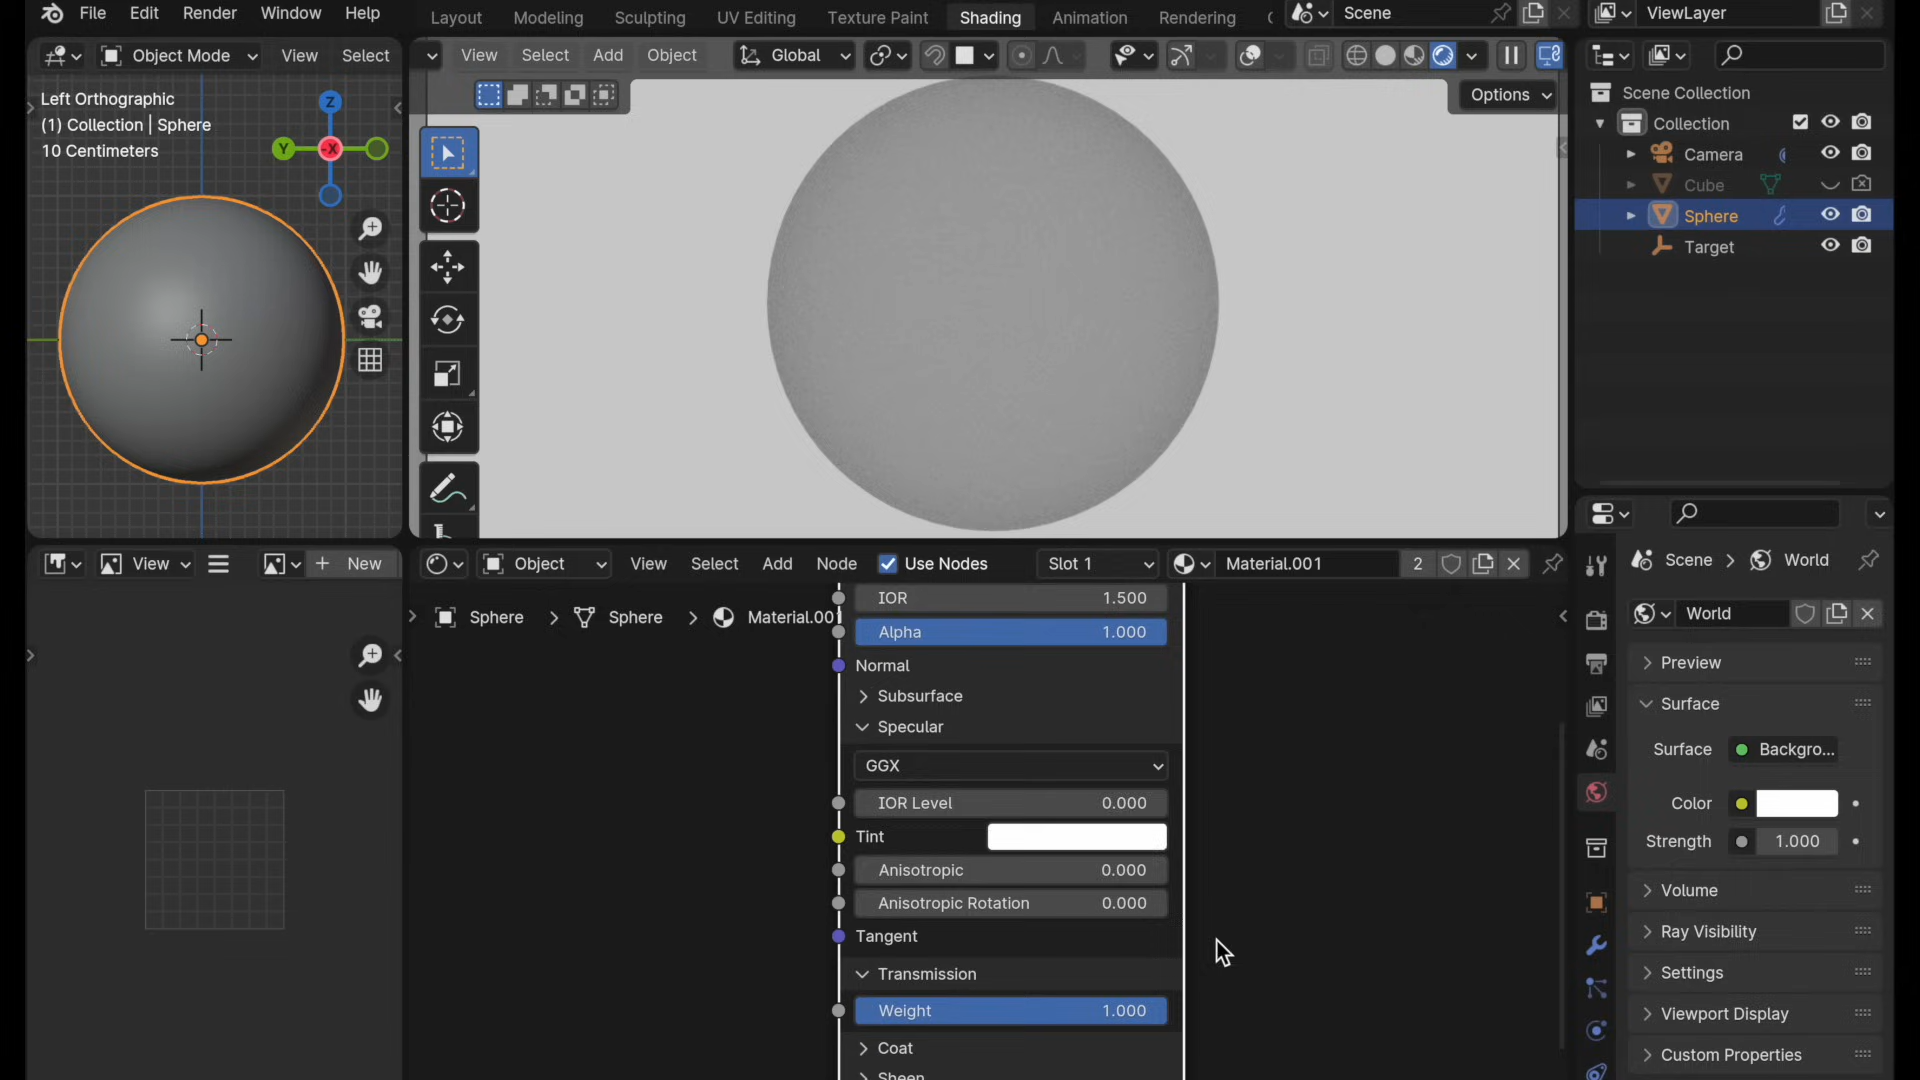 File Edit Render Window Help
Layout Modeling Sculpting UV Editing Texture Paint Shading Animation Rendering
Scene
ViewLayer
Object Mode View Select
View Select Add Object Global
Options
Left Orthographic
(1) Collection | Sphere
10 Centimeters
Z
Y
-X
Scene Collection
Collection
Camera
Cube
Sphere
Target
View New
Object View Select Add Node Use Nodes Slot 1 Material.001 2
Sphere Sphere Material.00
IOR 1.500
Alpha 1.000
Normal
Subsurface
Specular
GGX
IOR Level 0.000
Tint
Anisotropic 0.000
Anisotropic Rotation 0.000
Tangent
Transmission
Weight 1.000
Coat
Sheen
Scene World
World
Preview
Surface
Surface Backgro...
Color
Strength 1.000
Volume
Ray Visibility
Settings
Viewport Display
Custom Properties